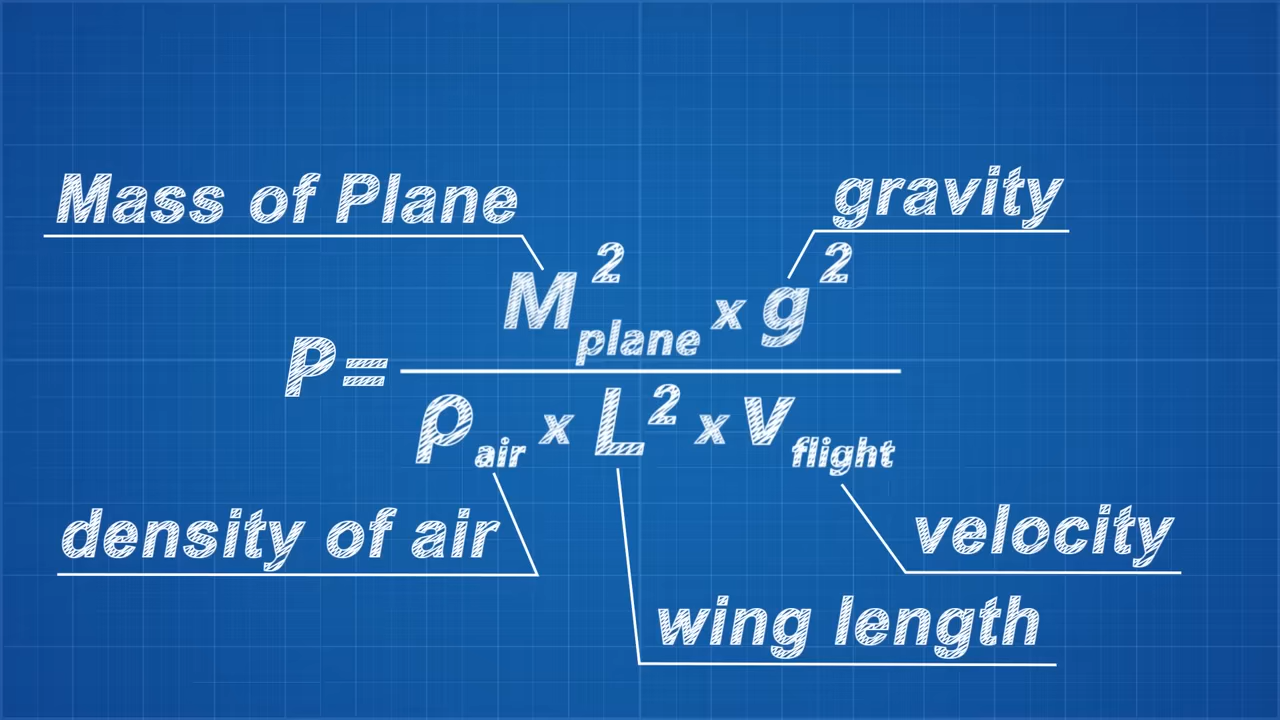 Mass of Plane
gravity
P = M²plane x g² / ρair x L² x vflight
density of air
velocity
wing length